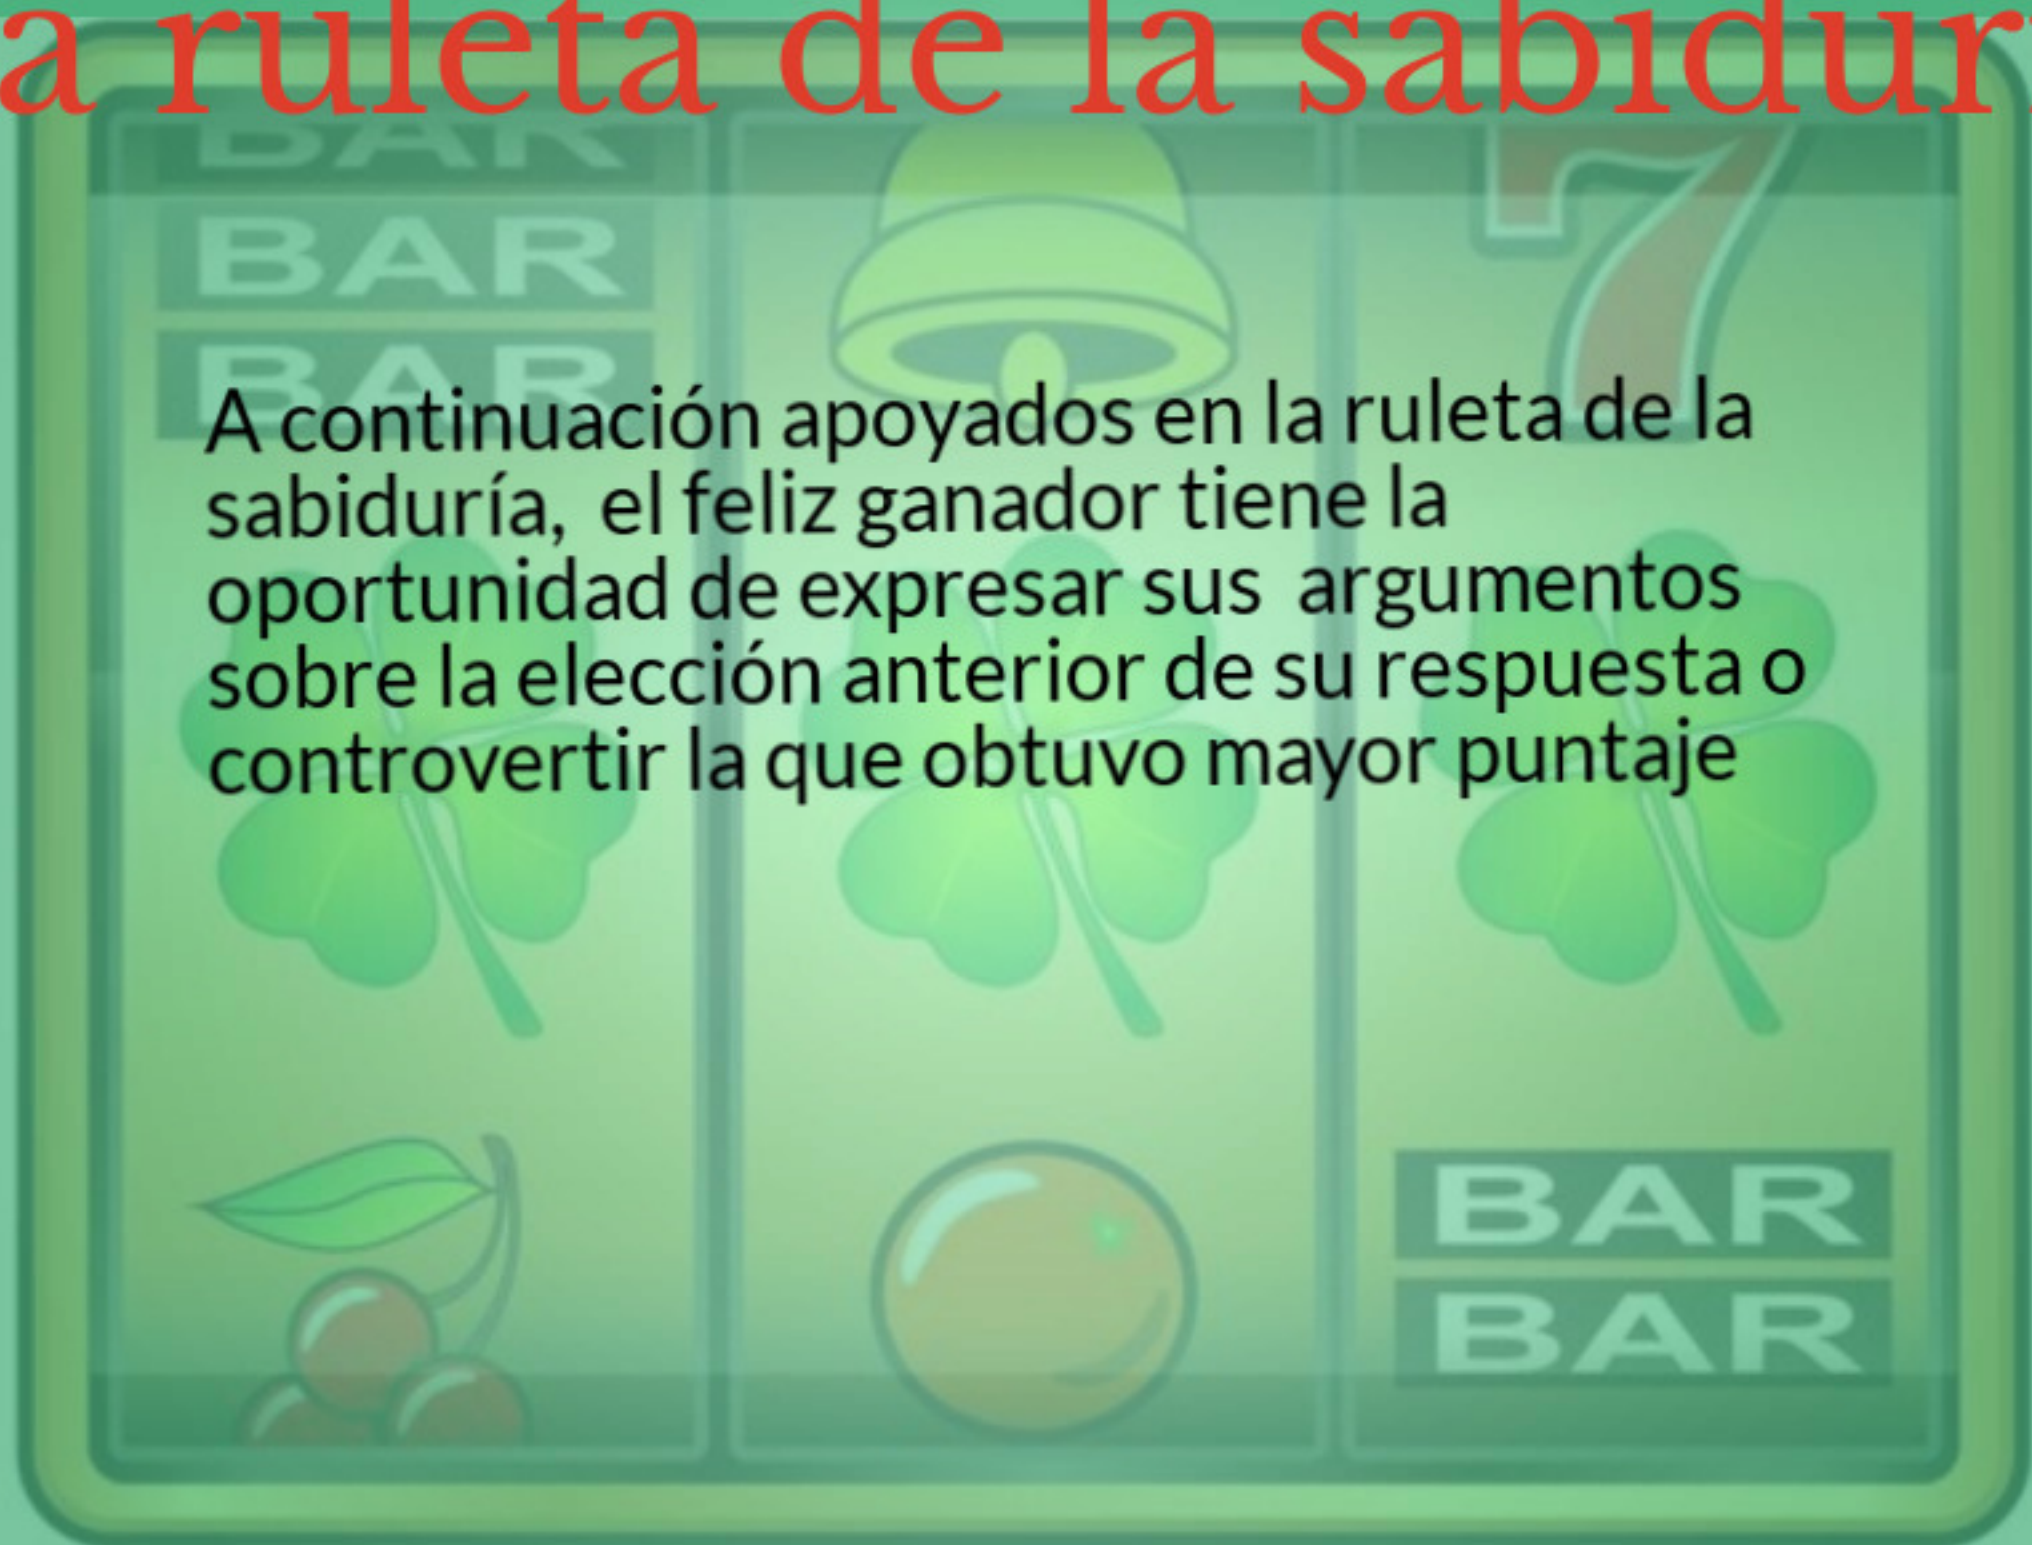 a ruleta de la sabidur
BAR
BAR
BAR
A continuación apoyados en la ruleta de la
sabiduría,  el feliz ganador tiene la
oportunidad de expresar sus  argumentos
sobre la elección anterior de su respuesta o
controvertir la que obtuvo mayor puntaje
BAR
BAR